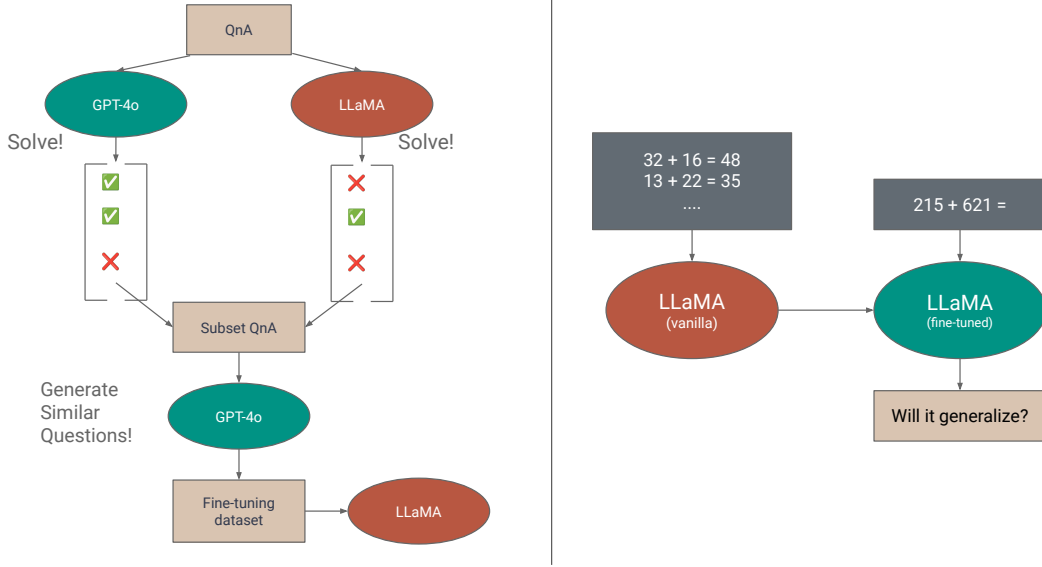 QnA
GPT-4o
LLaMA
Solve!
Solve!
Subset QnA
Generate
Similar
Questions!
GPT-4o
Fine-tuning
dataset
LLaMA
32 + 16 = 48
13 + 22 = 35
....
215 + 621 =
LLaMA
(vanilla)
LLaMA
(fine-tuned)
Will it generalize?